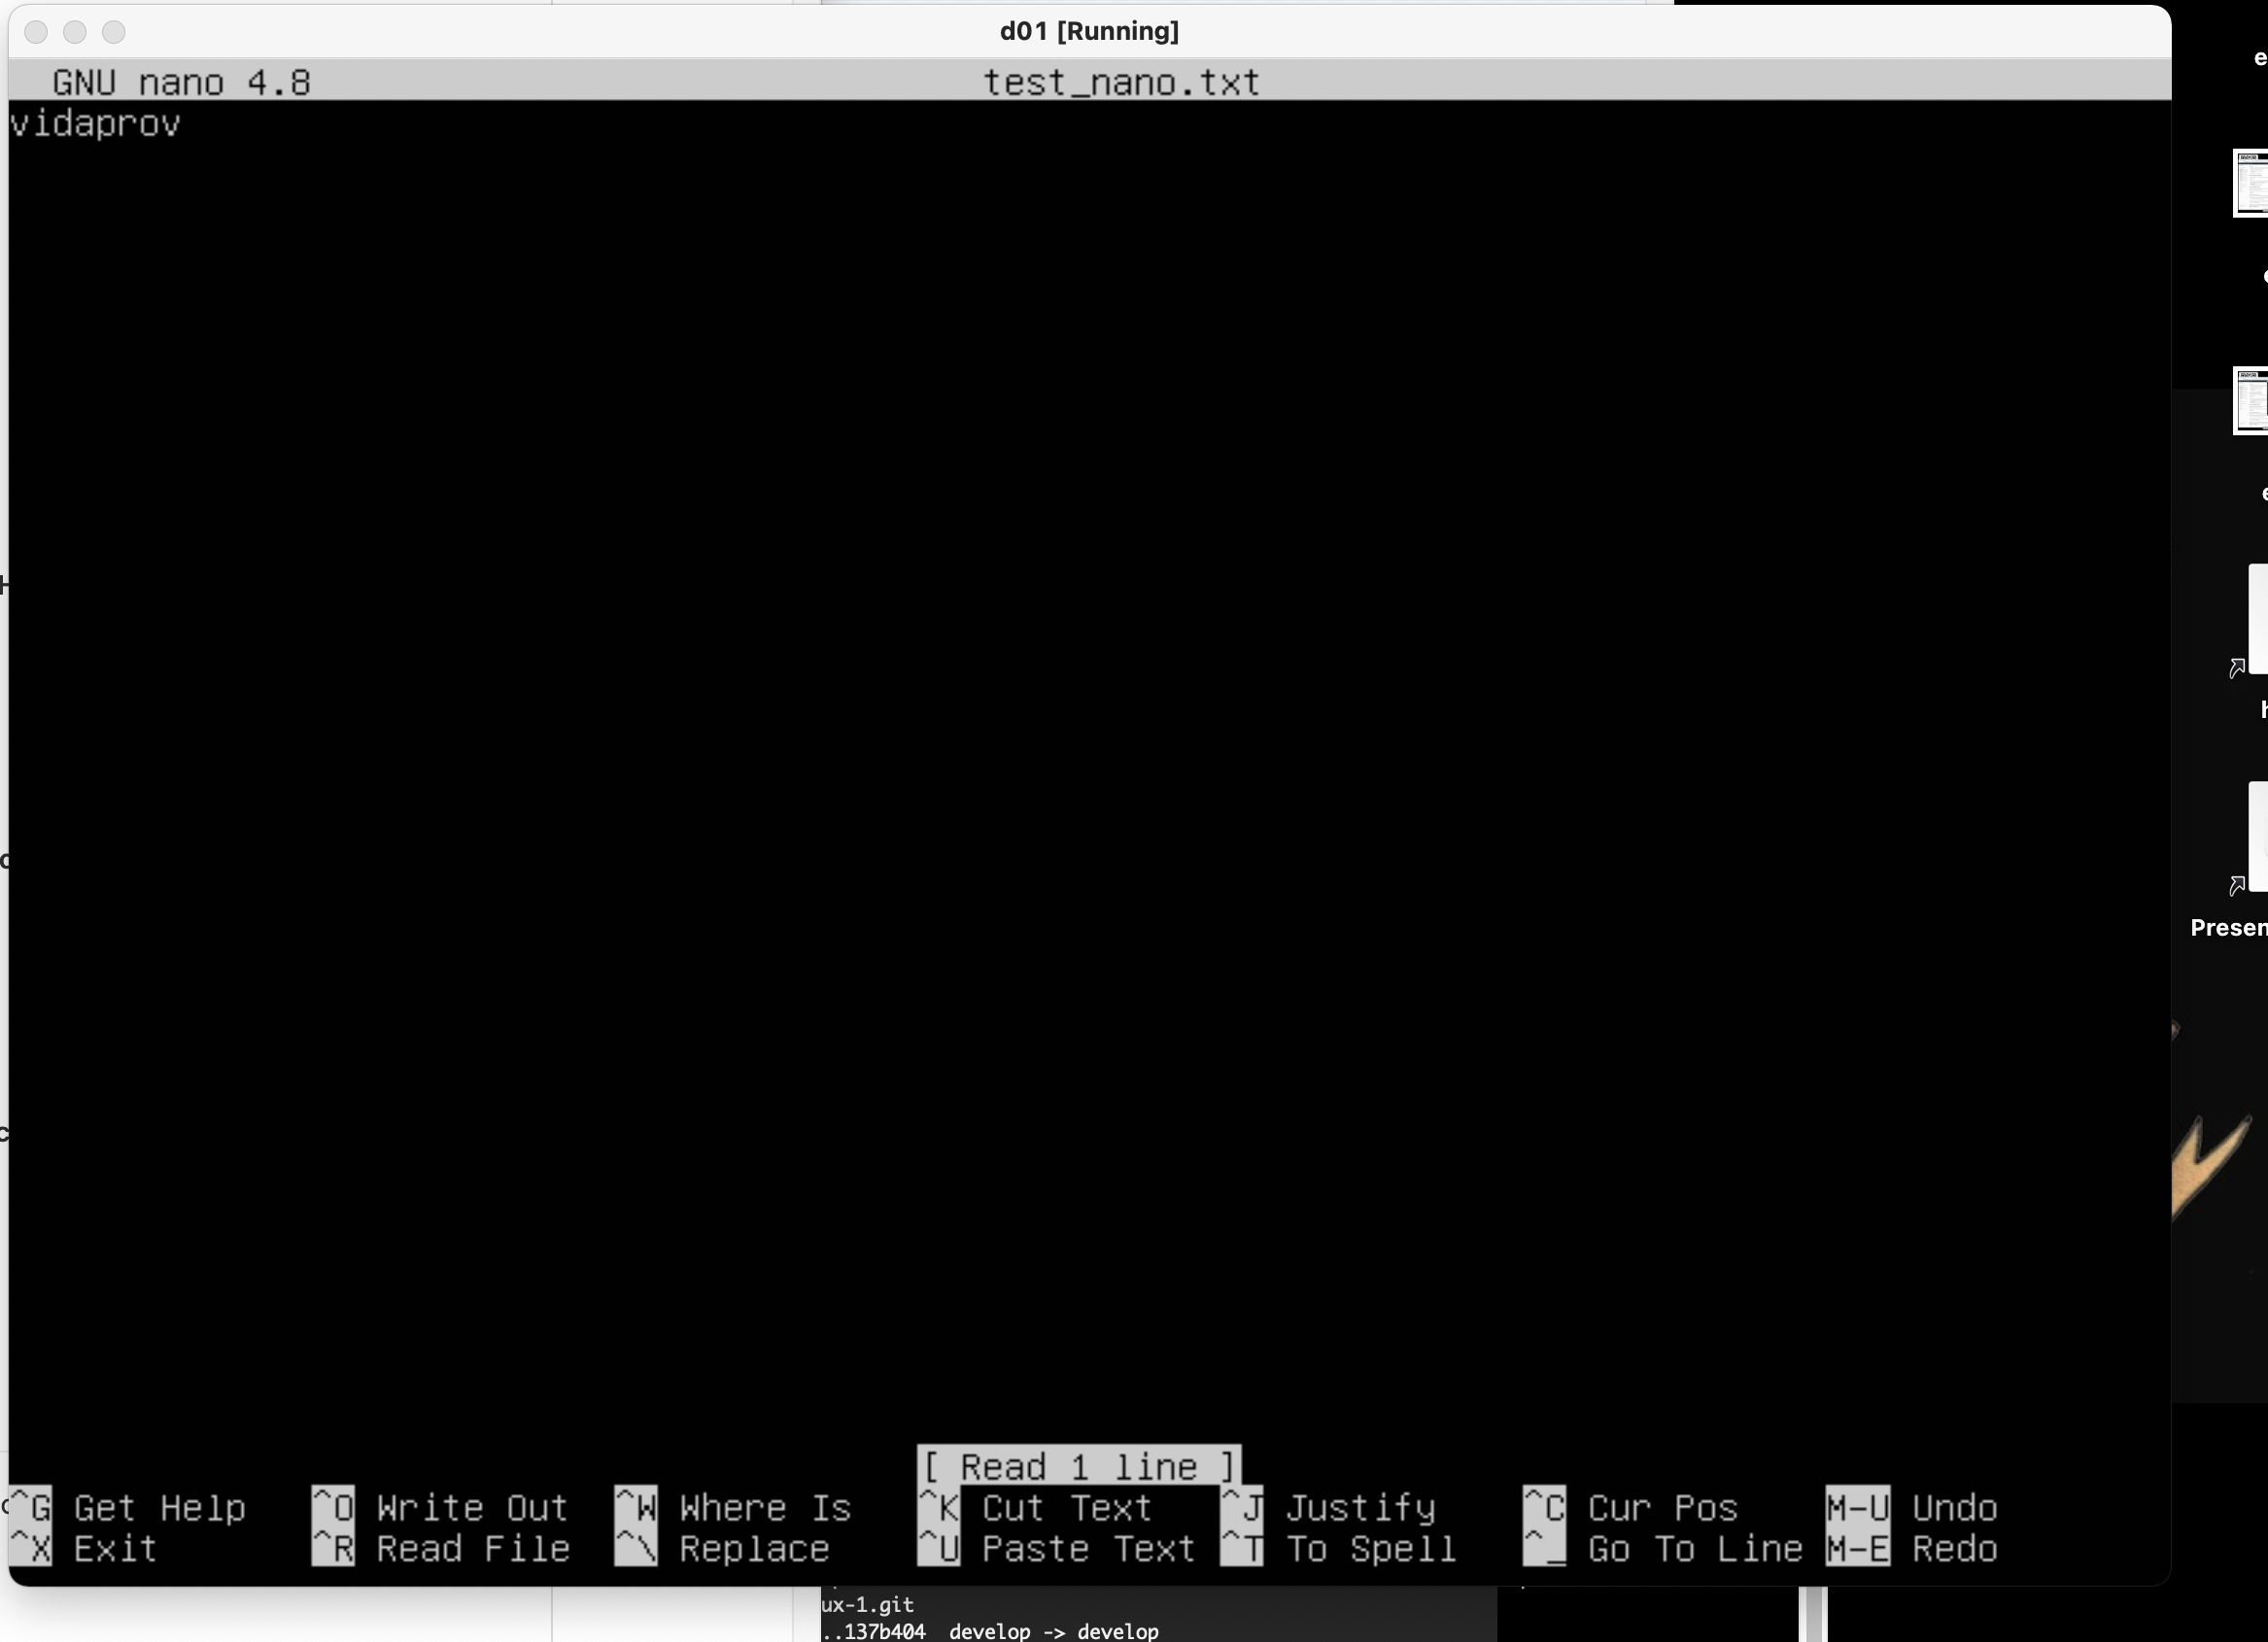 d01 [Running]
GNU nano 4.8 test_nano.txt
vidaprov
Presen
[ Read 1 line ]
^G Get Help ^O Write Out ^W Where Is ^K Cut Text ^J Justify ^C Cur Pos M-U Undo
^X Exit ^R Read File ^\ Replace ^U Paste Text ^T To Spell ^_ Go To Line M-E Redo
ux-1.git
..137b404 develop -> develop